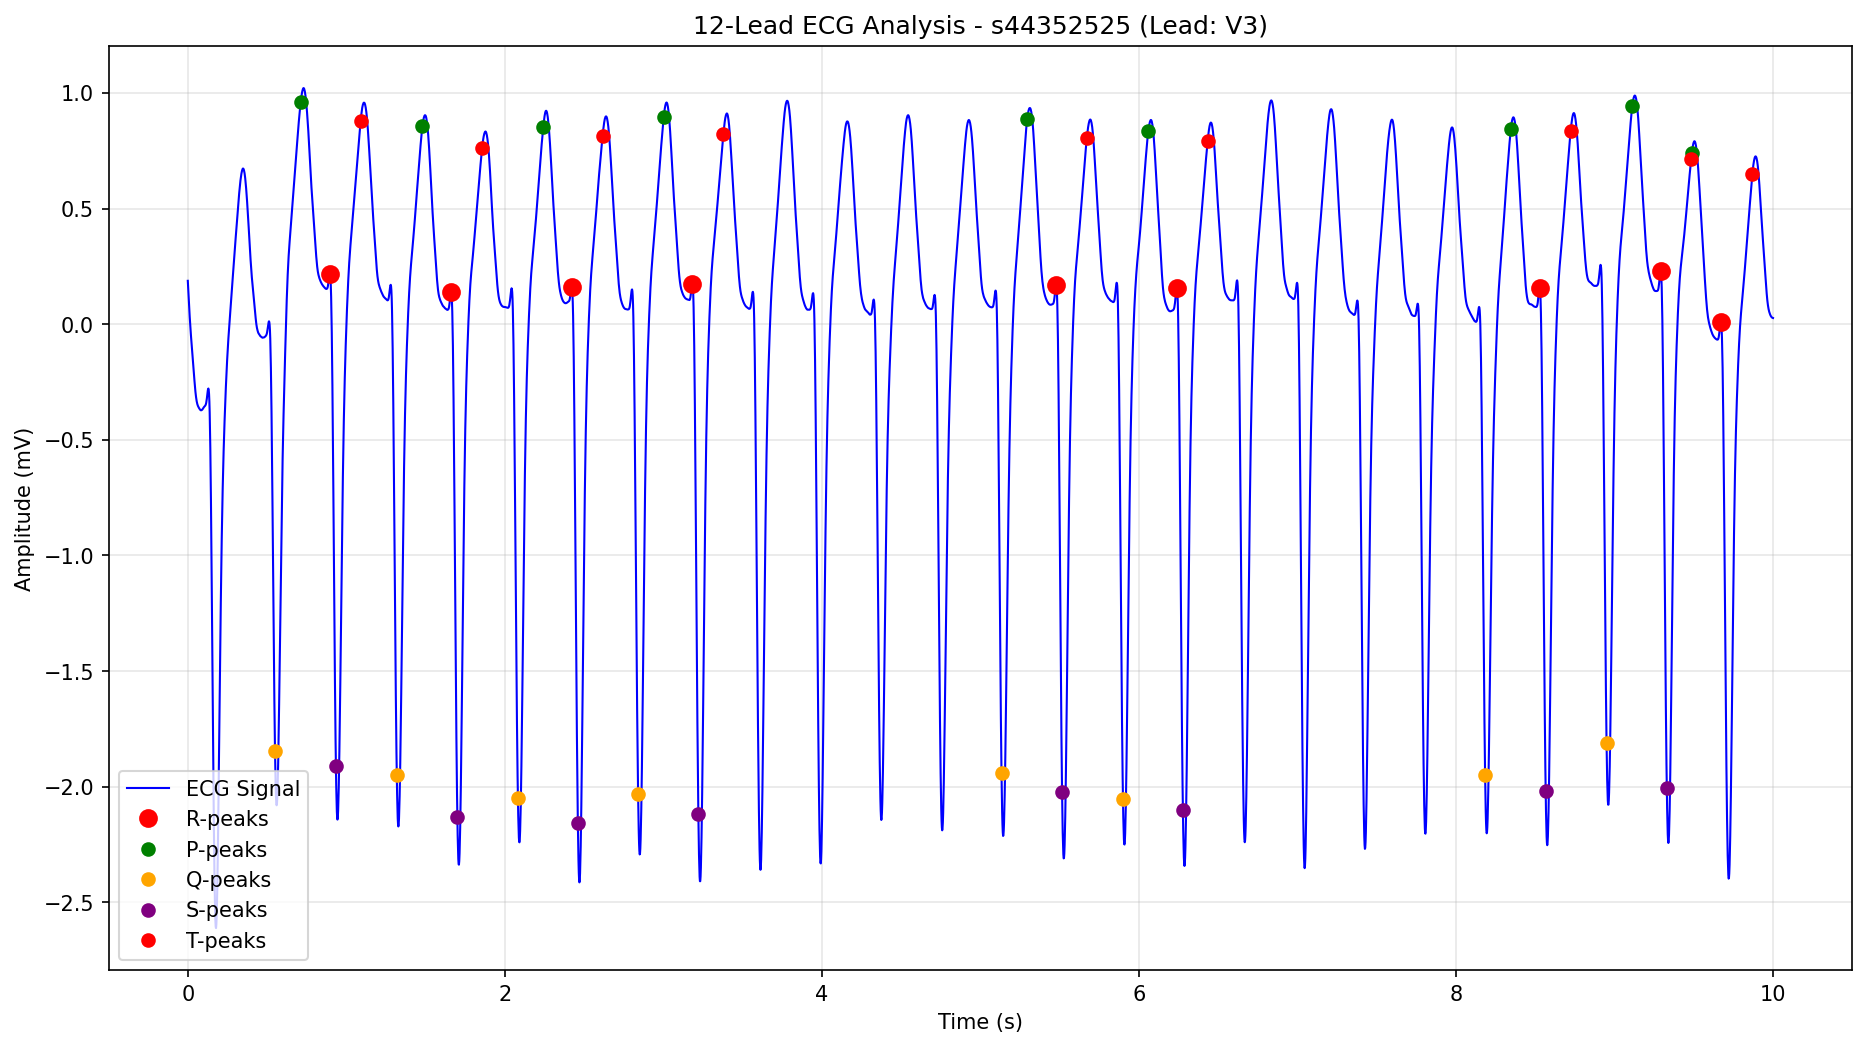 12-Lead ECG Analysis - s44352525 (Lead: V3)
1.0
0.5
0.0
−0.5
−1.0
−1.5
−2.0
−2.5
Amplitude (mV)
ECG Signal
R-peaks
P-peaks
Q-peaks
S-peaks
T-peaks
0 2 4 6 8 10
Time (s)